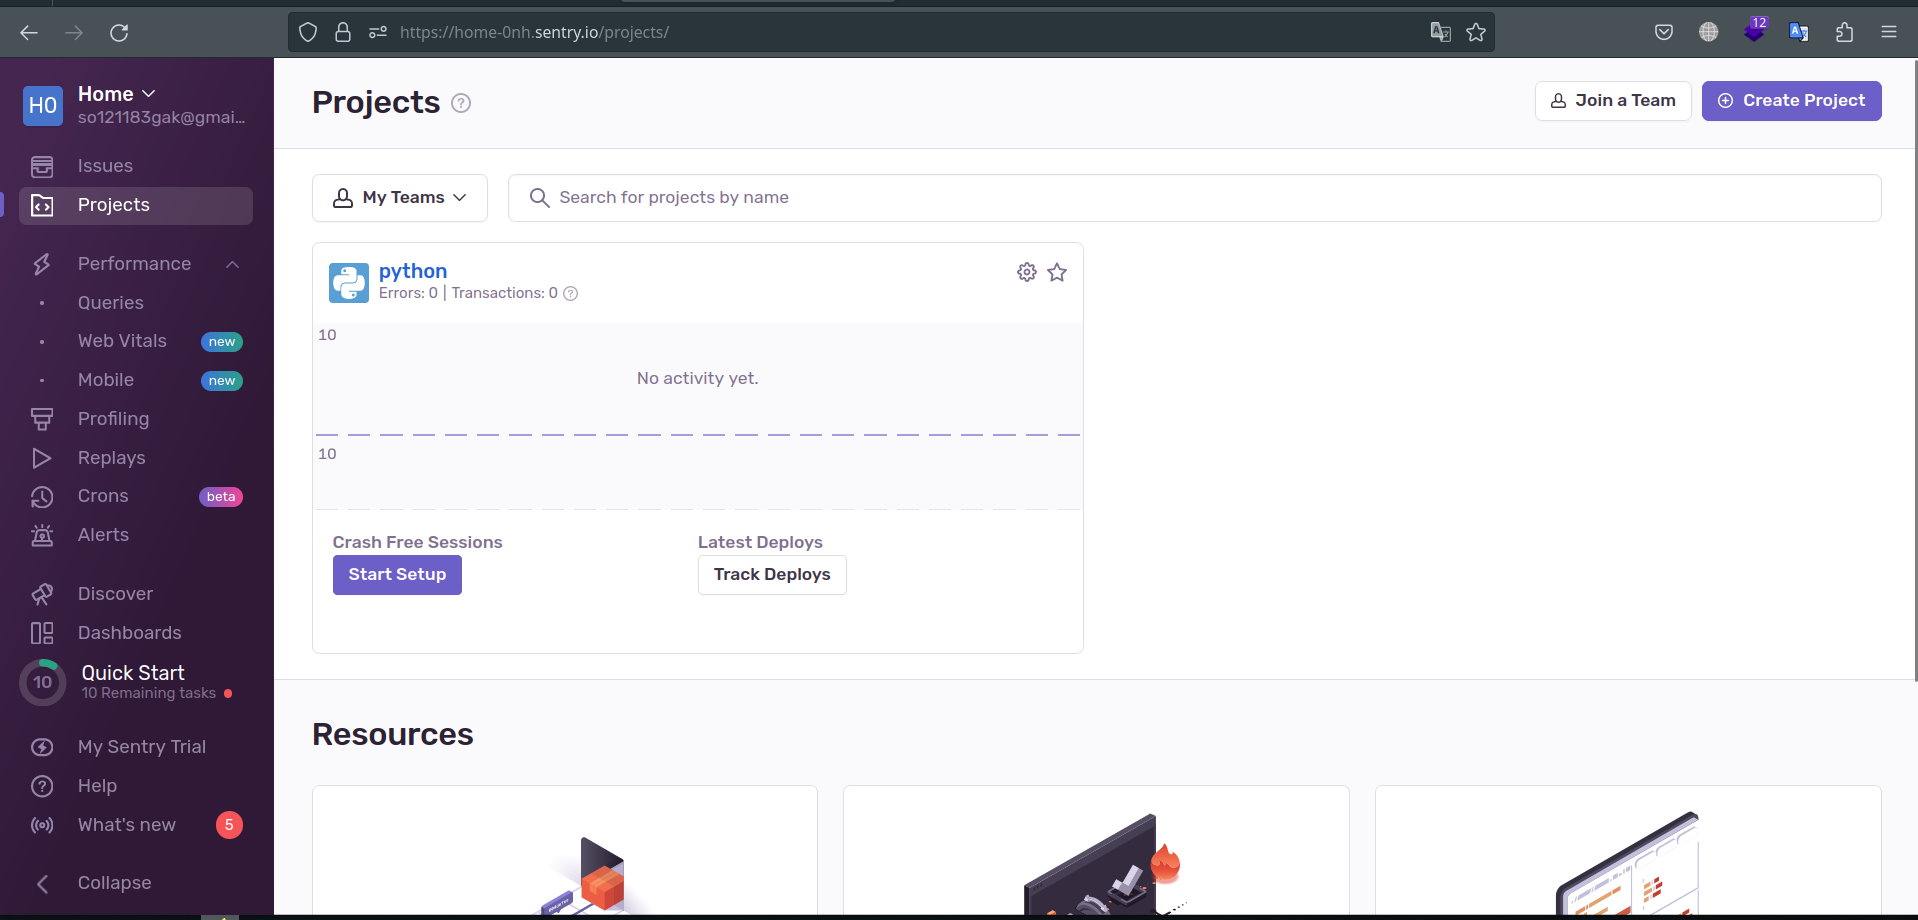 https://home-0nh.sentry.io/projects/
12
H0
Home
so121183gak@gmai...
Issues
Projects
Performance
Queries
Web Vitals
new
Mobile
new
Profiling
Replays
Crons
beta
Alerts
Discover
Dashboards
10
Quick Start
10 Remaining tasks
My Sentry Trial
Help
What's new
5
Collapse
Projects
Join a Team
Create Project
My Teams
Search for projects by name
python
Errors: 0 | Transactions: 0
10
No activity yet.
10
Crash Free Sessions
Latest Deploys
Start Setup
Track Deploys
Resources